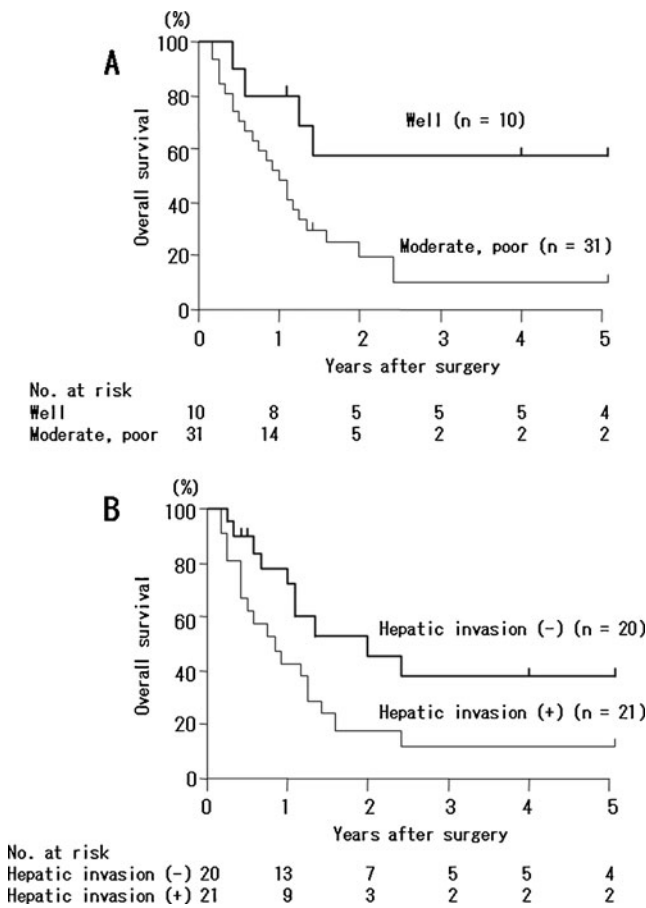 (%)
A
100
80
60
40
20
0
Overall survival
Well (n = 10)
Moderate, poor (n = 31)
0 1 2 3 4 5
Years after surgery
No. at risk
Well 10 8 5 5 5 4
Moderate, poor 31 14 5 2 2 2
(%)
B
100
80
60
40
20
0
Overall survival
Hepatic invasion (-) (n = 20)
Hepatic invasion (+) (n = 21)
0 1 2 3 4 5
Years after surgery
No. at risk
Hepatic invasion (-) 20 13 7 5 5 4
Hepatic invasion (+) 21 9 3 2 2 2